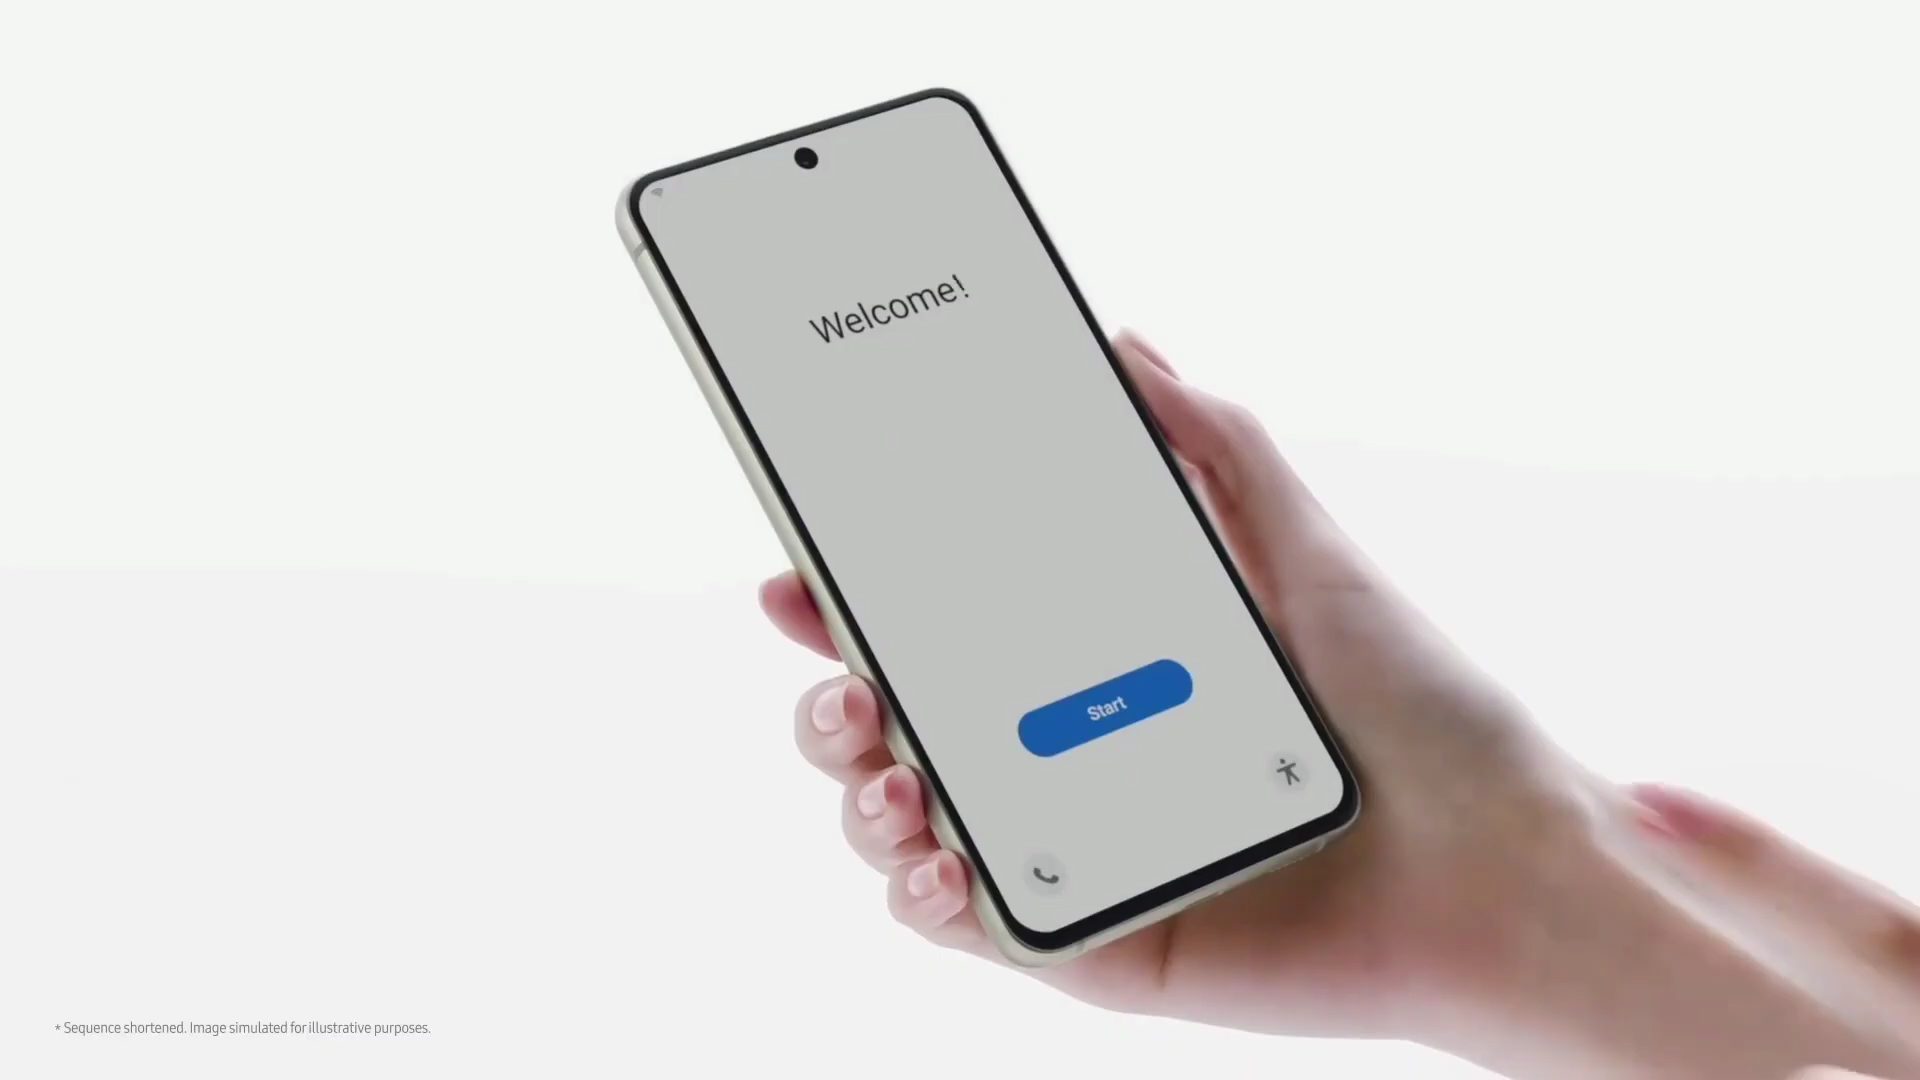 Welcome!
Start
* Sequence shortened. Image simulated for illustrative purposes.